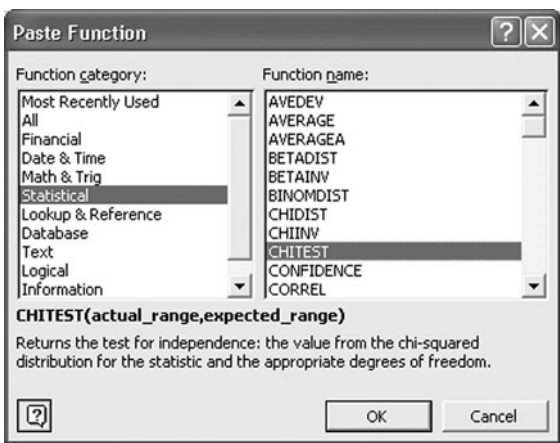 Paste Function
Function category:
Most Recently Used
All
Financial
Date & Time
Math & Trig
Statistical
Lookup & Reference
Database
Text
Logical
Information
Function name:
AVEDEV
AVERAGE
AVERAGEA
BETADIST
BETAINV
BINOMDIST
CHIDIST
CHIINV
CHITEST
CONFIDENCE
CORREL
CHITEST(actual_range,expected_range)
Returns the test for independence: the value from the chi-squared
distribution for the statistic and the appropriate degrees of freedom.
OK
Cancel